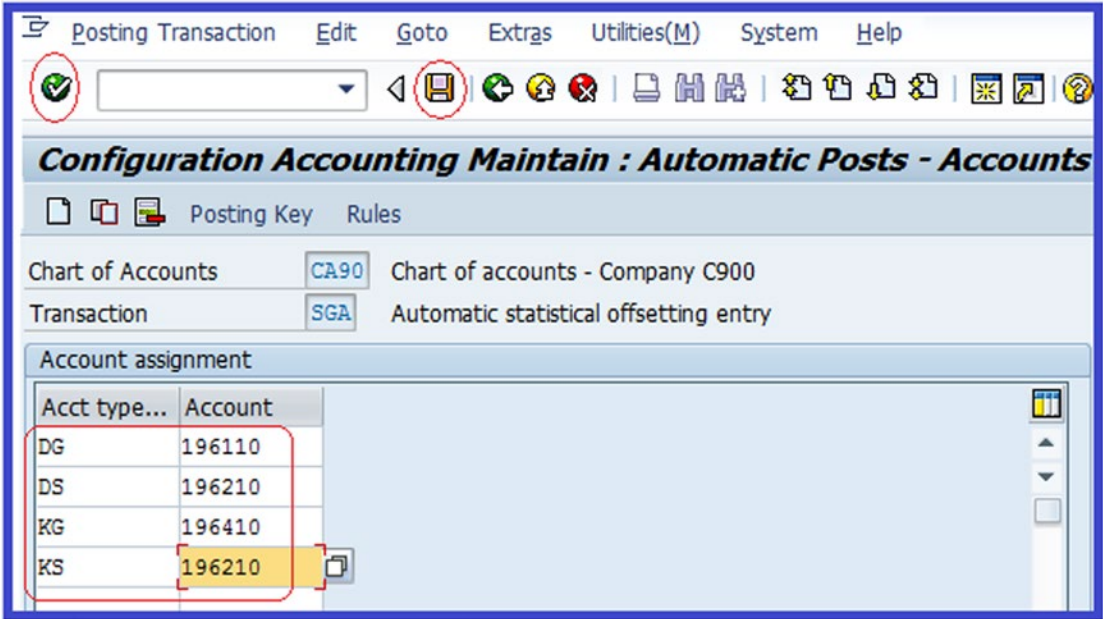 Posting Transaction Edit Goto Extras Utilities(M) System Help
Configuration Accounting Maintain : Automatic Posts - Accounts
Posting Key Rules
Chart of Accounts CA90 Chart of accounts - Company C900
Transaction SGA Automatic statistical offsetting entry
Account assignment
Acct type... Account
DG 196110
DS 196210
KG 196410
KS 196210